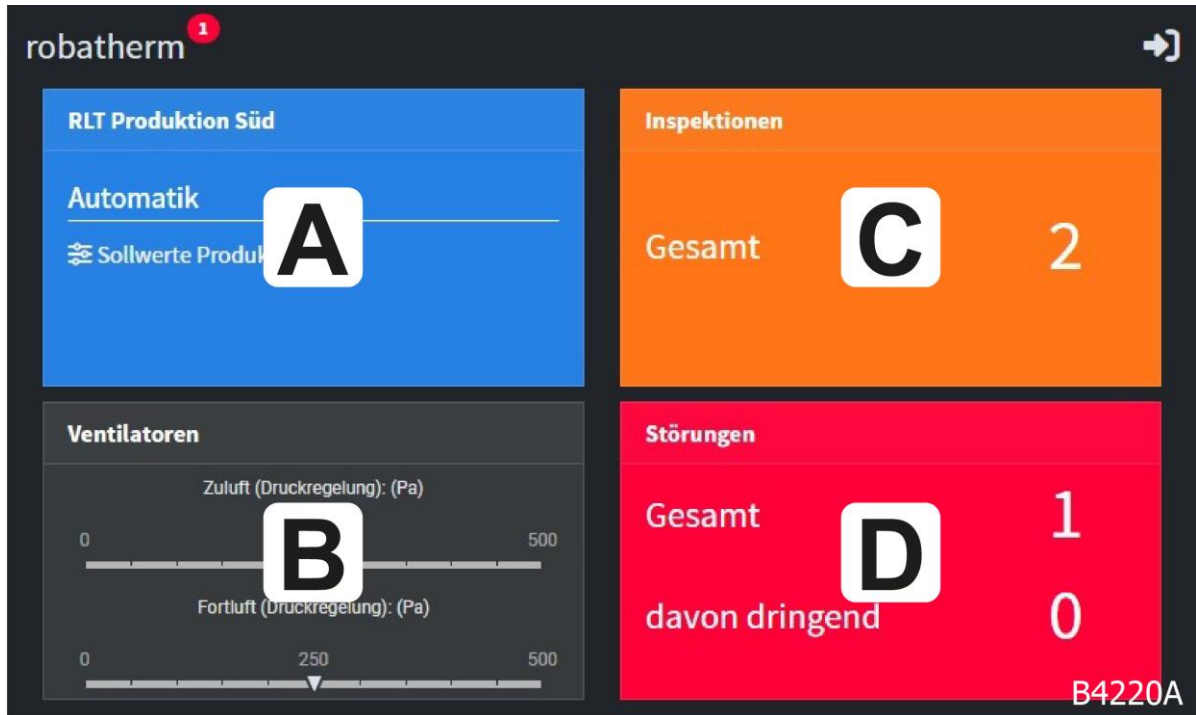 robatherm 1
RLT Produktion Süd
Automatik
Sollwerte
A
Ventilatoren
Zuluft (Druckregelung): (Pa)
0 500
B
Fortluft (Druckregelung): (Pa)
0 250 500
Inspektionen
Gesamt 2
C
Störungen
Gesamt 1
D
davon dringend 0
B4220A